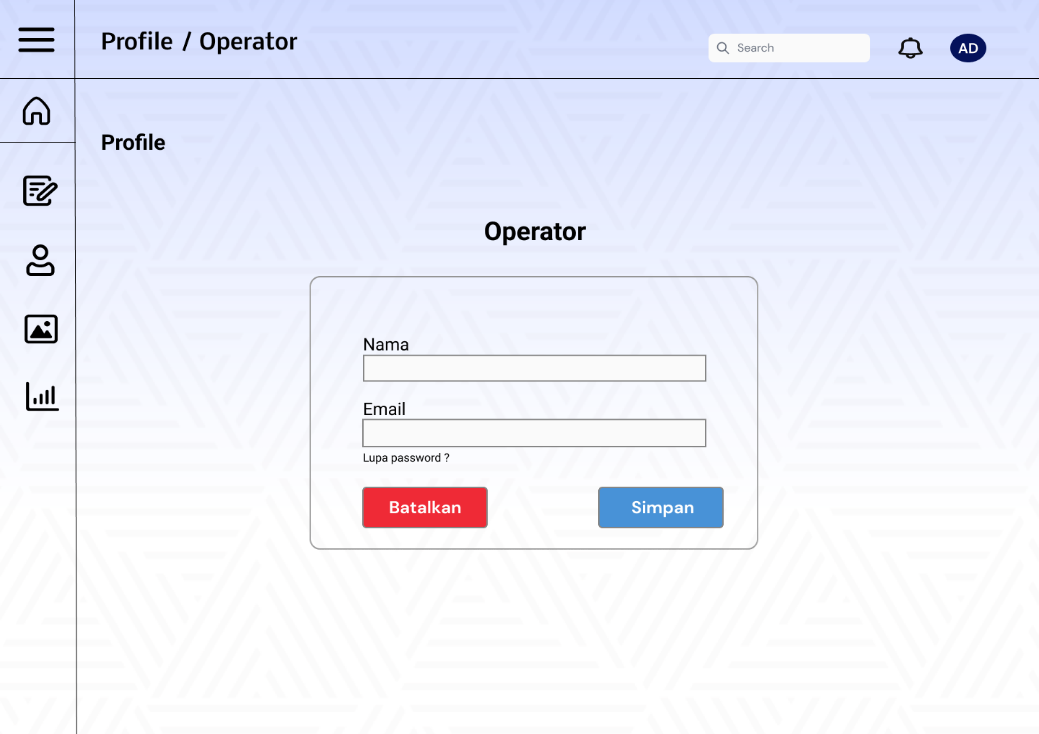 Profile / Operator
Search
AD
Profile
Operator
Nama
Email
Lupa password ?
Batalkan
Simpan